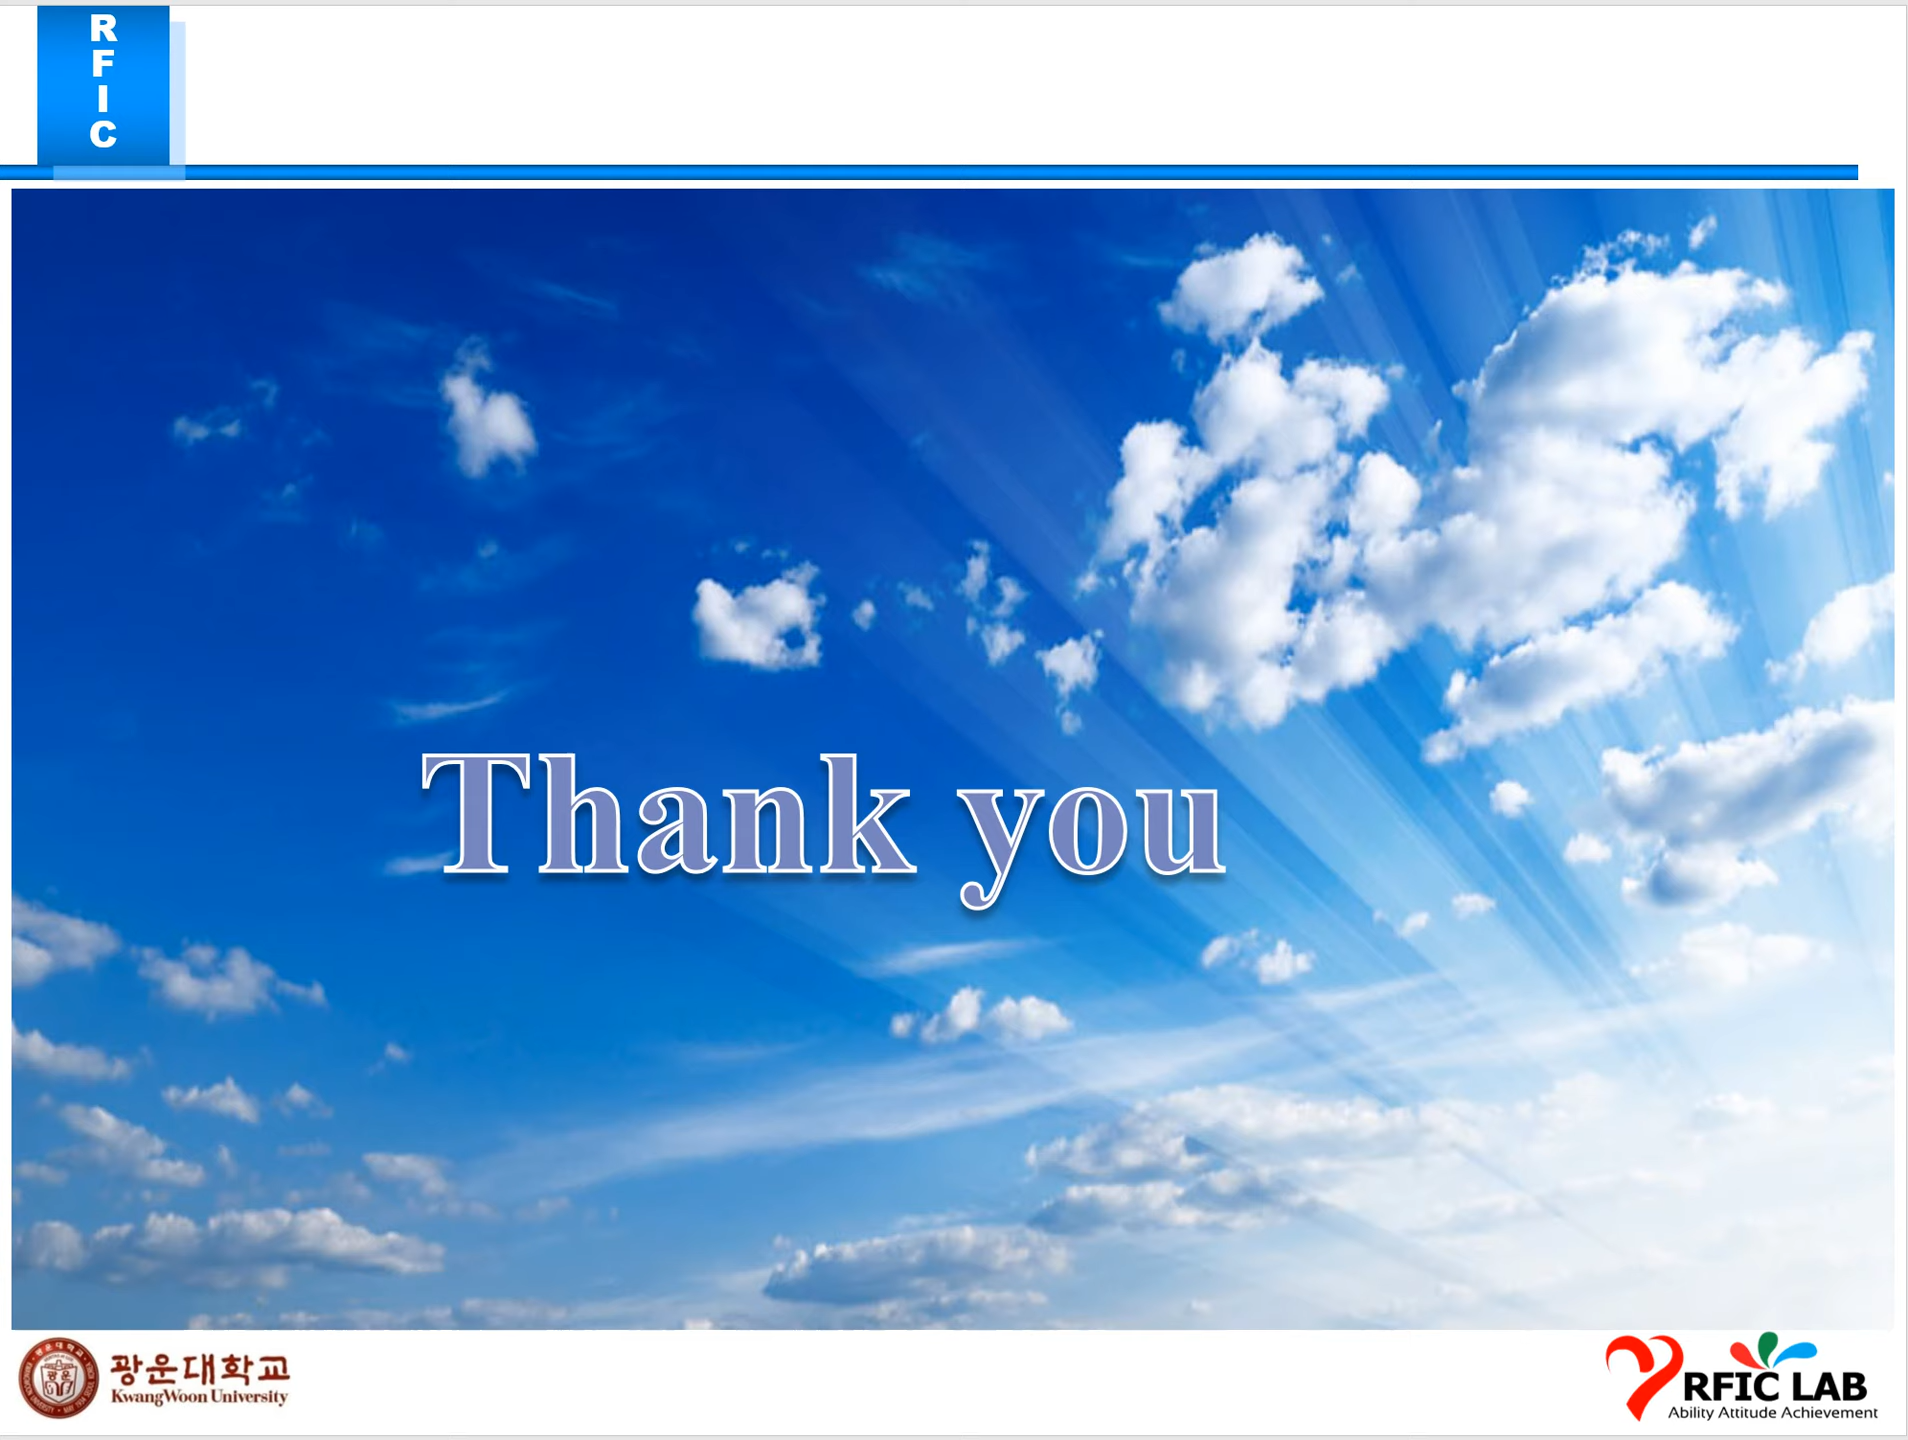 R
F
I
C
Thank you
광운대학교
KwangWoon University
RFIC LAB
Ability Attitude Achievement